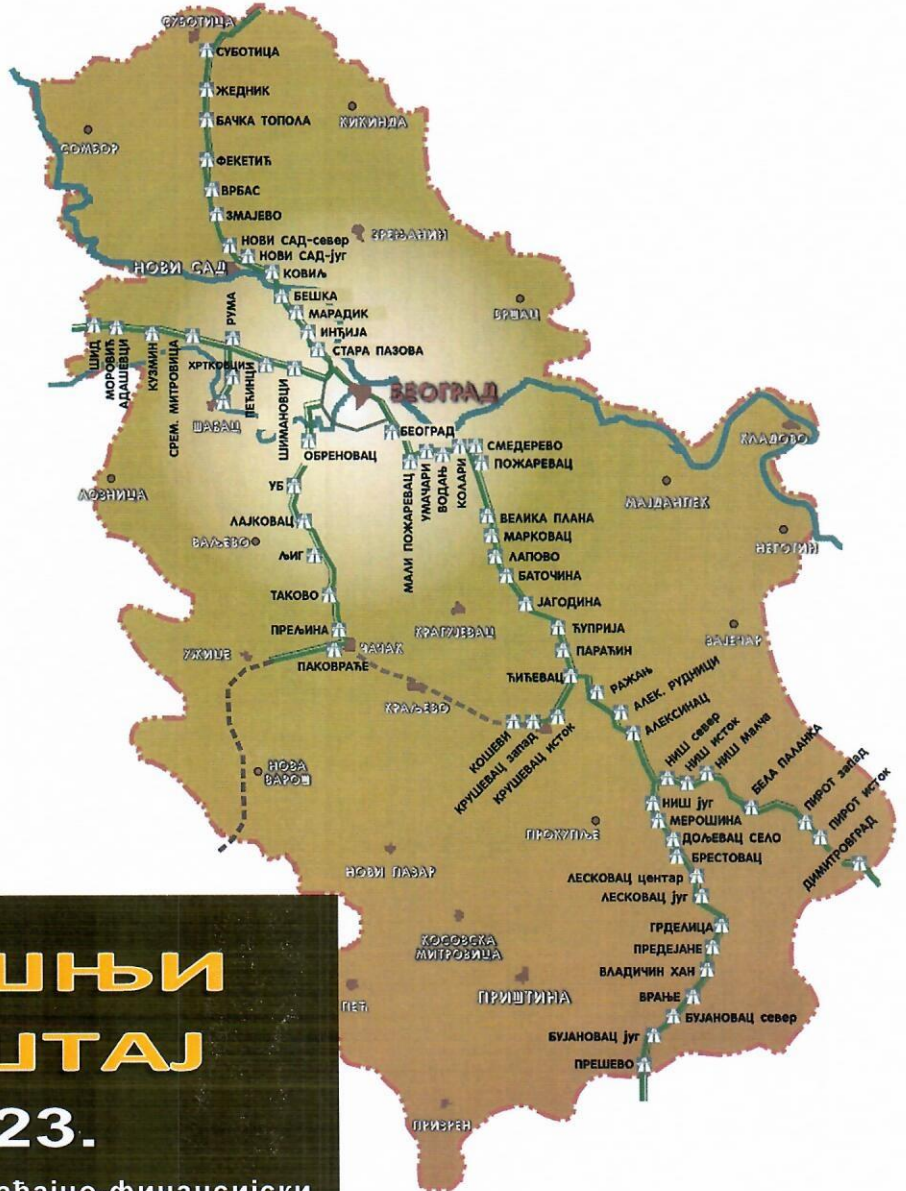 СУБОТИЦА
СУБОТИЦА
ЖЕДНИК
БАЧКА ТОПОЛА
КИКИНДА
СОМБОР
ФЕКЕТИЋ
ВРБАС
ЗМАЈЕВО
ЗРЕЊАНИН
НОВИ САД-север
НОВИ САД-југ
НОВИ САД
КОВИЉ
БЕШКА
МАРАДИК
ИНЂИЈА
СТАРА ПАЗОВА
ВРШАЦ
ШИД
МОРОВИЋ
АДАШЕВЦИ
КУЗМИН
СРЕМ. МИТРОВИЦА
РУМА
ХРТКОВЦИ
ПЕЋИНЦИ
ШИМАНОВЦИ
ШАБАЦ
БЕОГРАД
БЕОГРАД
ОБРЕНОВАЦ
МАЛИ ПОЖАРЕВАЦ
УМЧАРИ
ВОДАЊ
КОЛАРИ
СМЕДЕРЕВО
ПОЖАРЕВАЦ
КЛАДОВО
ЛОЗНИЦА
УБ
МАЈДАНПЕК
ЛАЈКОВАЦ
ВЕЛИКА ПЛАНА
МАРКОВАЦ
НЕГОТИН
ВАЉЕВО
ЉИГ
ЛАПОВО
БАТОЧИНА
ТАКОВО
ЈАГОДИНА
КРАГУЈЕВАЦ
ПРЕЉИНА
ЋУПРИЈА
ЗАЈЕЧАР
ЧАЧАК
УЖИЦЕ
ПАКОВРАЋЕ
ПАРАЋИН
ЋИЋЕВАЦ
РАЖАЊ
АЛЕК. РУДНИЦИ
АЛЕКСИНАЦ
КРАЉЕВО
КОШЕВИ
КРУШЕВАЦ запад
КРУШЕВАЦ исток
НИШ север
НИШ исток
НИШ малча
БЕЛА ПАЛАНКА
ПИРОТ запад
ПИРОТ исток
ДИМИТРОВГРАД
НОВА
ВАРОШ
НИШ југ
МЕРОШИНА
ПРОКУПЉЕ
ДОЉЕВАЦ СЕЛО
БРЕСТОВАЦ
НОВИ ПАЗАР
ЛЕСКОВАЦ центар
ЛЕСКОВАЦ југ
ГРДЕЛИЦА
КОСОВСКА
МИТРОВИЦА
ПРЕДЕЈАНЕ
ВЛАДИЧИН ХАН
ПЕЋ
ПРИШТИНА
ВРАЊЕ
БУЈАНОВАЦ север
БУЈАНОВАЦ југ
ПРЕШЕВО
ПРИЗРЕН
ШЊИ
ШТАЈ
23.
финансијски